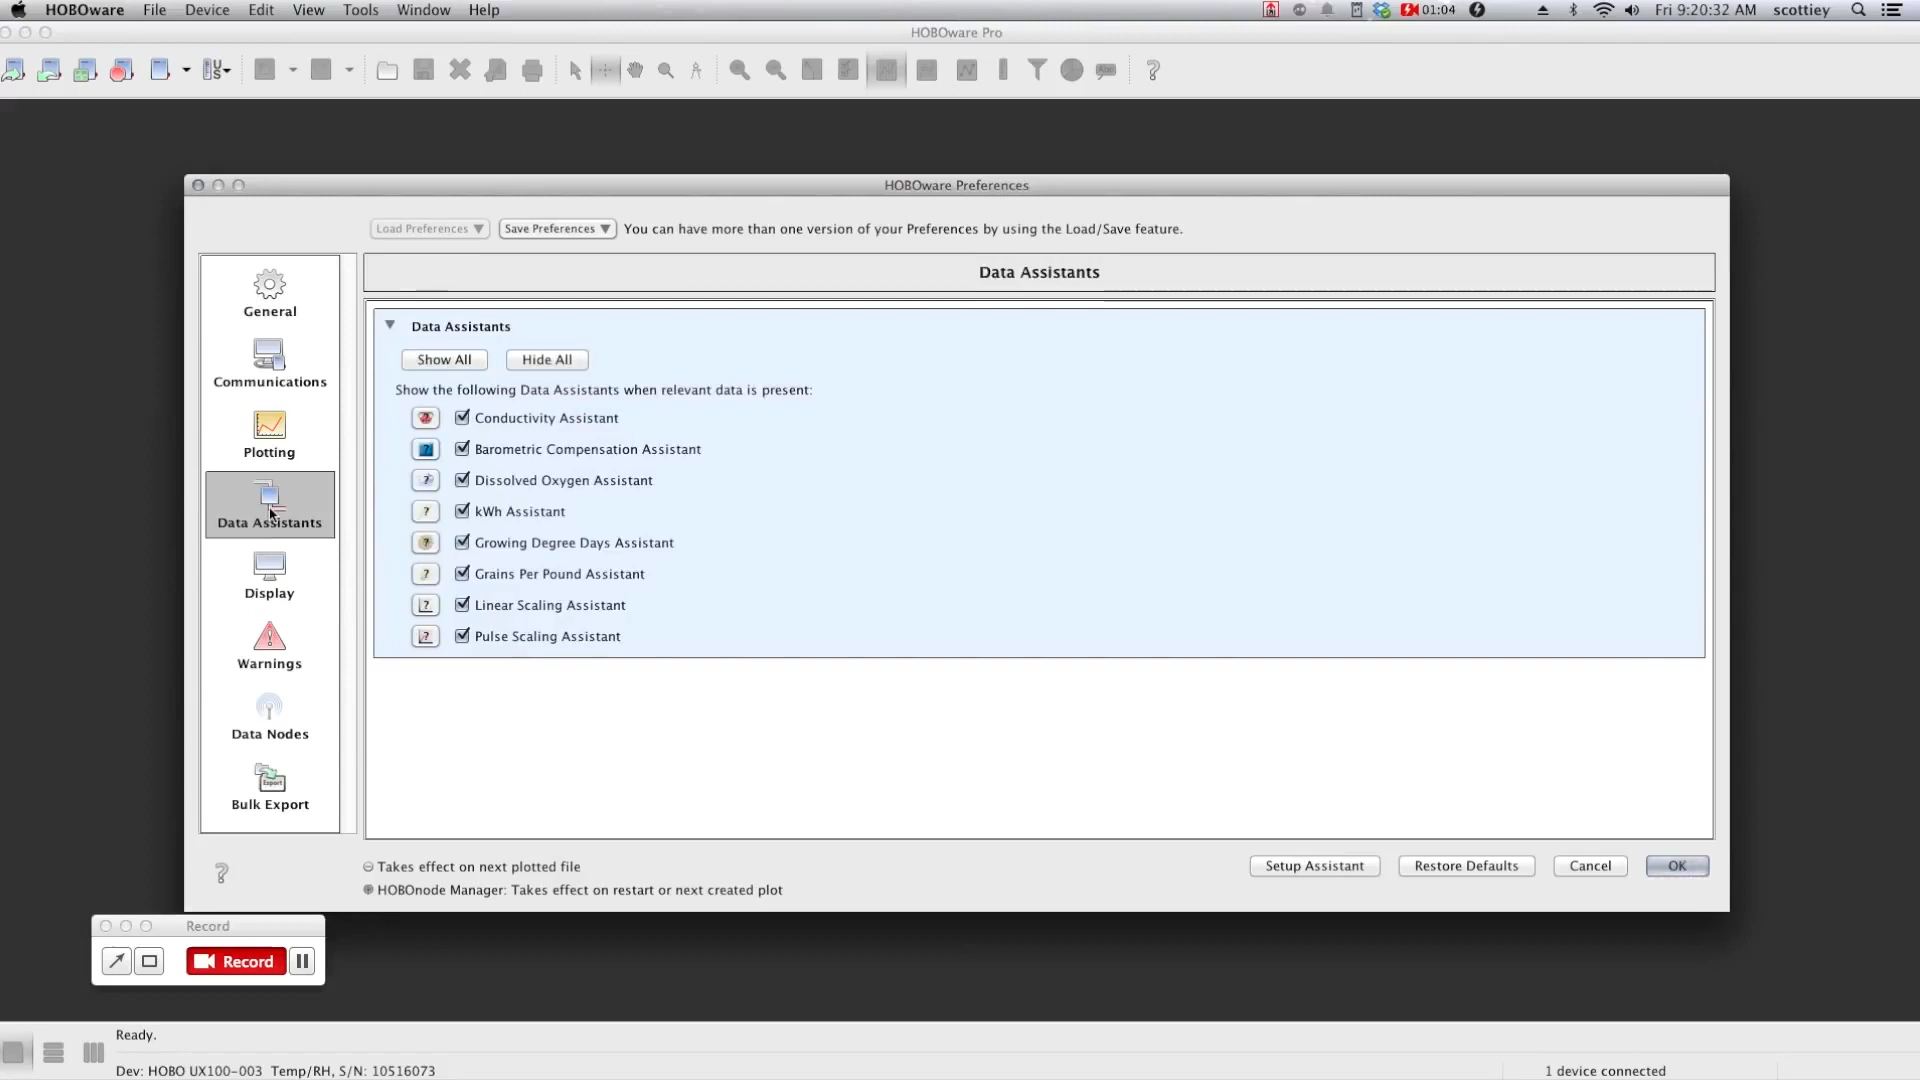 HOBOware File Device Edit View Tools Window Help 01:04 Fri 9:20:32 AM scottiey
HOBOware Pro
HOBOware Preferences
Load Preferences ▼ Save Preferences ▼ You can have more than one version of your Preferences by using the Load/Save feature.
Data Assistants
General
Communications
Plotting
Data Assistants
Display
Warnings
Data Nodes
Export
Bulk Export
Data Assistants
Show All Hide All
Show the following Data Assistants when relevant data is present:
? Conductivity Assistant
? Barometric Compensation Assistant
? Dissolved Oxygen Assistant
? kWh Assistant
? Growing Degree Days Assistant
? Grains Per Pound Assistant
? Linear Scaling Assistant
? Pulse Scaling Assistant
?
Takes effect on next plotted file
HOBOnode Manager: Takes effect on restart or next created plot
Setup Assistant Restore Defaults Cancel OK
Record
Record
Ready.
Dev: HOBO UX100-003 Temp/RH, S/N: 10516073 1 device connected